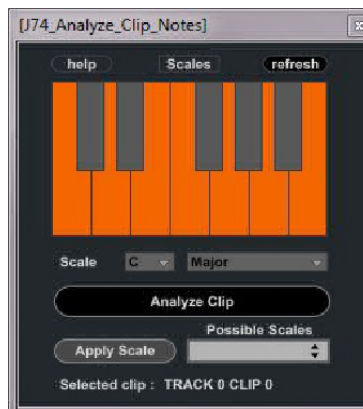 [J74_Analyze_Clip_Notes]
help Scales refresh
Scale C Major
Analyze Clip
Possible Scales
Apply Scale
Selected clip : TRACK 0 CLIP 0